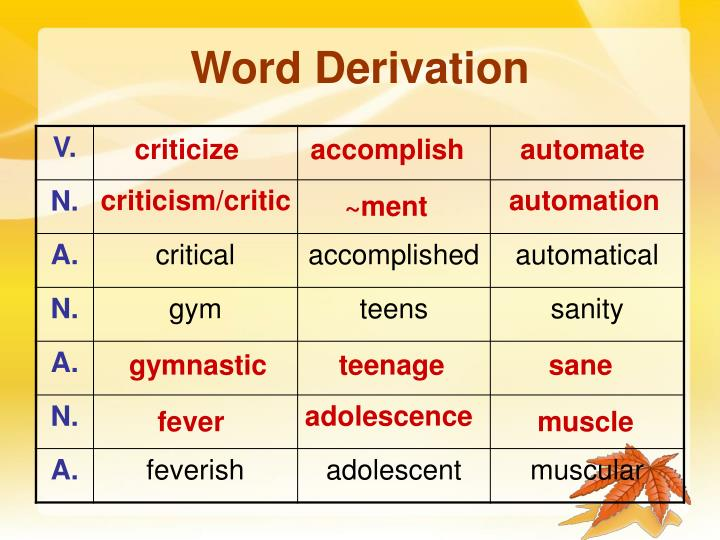 Word Derivation
V. criticize accomplish automate
N. criticism/critic ~ment automation
A. critical accomplished automatical
N. gym teens sanity
A. gymnastic teenage sane
N. fever adolescence muscle
A. feverish adolescent muscular